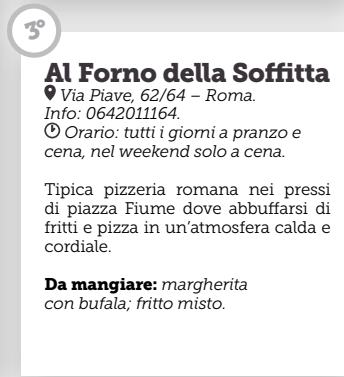 3°
Al Forno della Soffitta
Via Piave, 62/64 – Roma.
Info: 0642011164.
Orario: tutti i giorni a pranzo e
cena, nel weekend solo a cena.
Tipica pizzeria romana nei pressi
di piazza Fiume dove abbuffarsi di
fritti e pizza in un'atmosfera calda e
cordiale.
Da mangiare: margherita
con bufala; fritto misto.